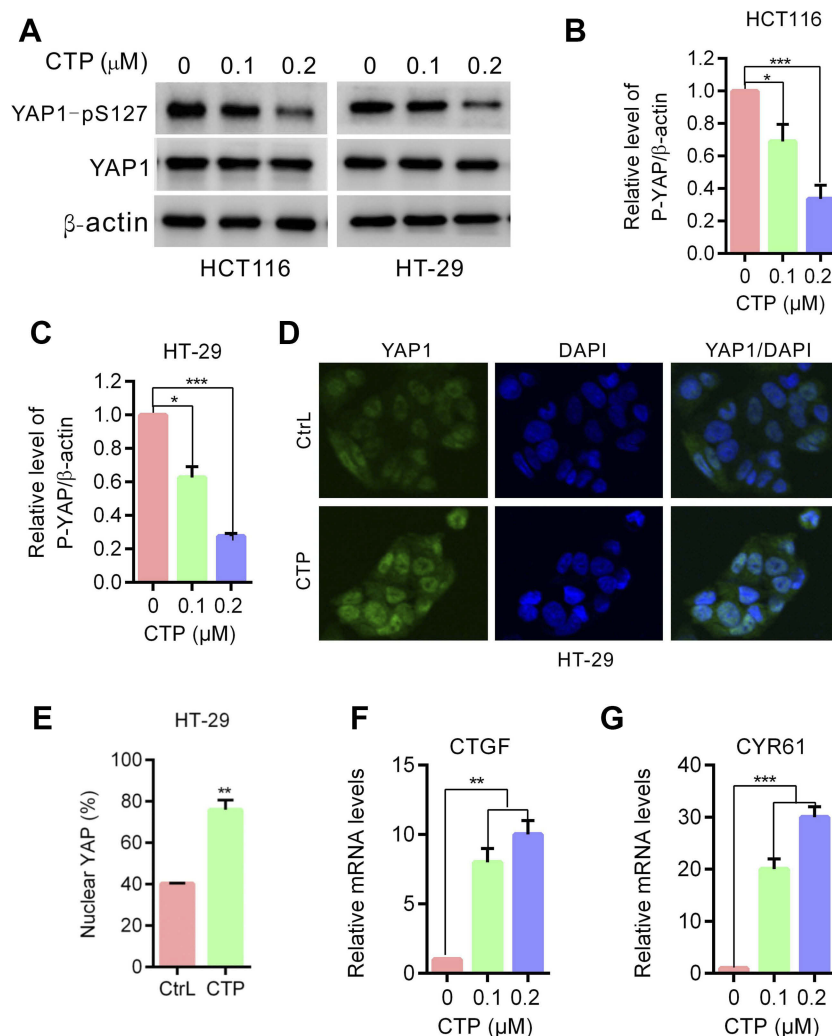 A
CTP (μM) 0 0.1 0.2 0 0.1 0.2
YAP1-pS127
YAP1
β-actin
HCT116 HT-29
B
HCT116
Relative level of
P-YAP/β-actin
1.2
1.0
0.8
0.6
0.4
0.2
0.0
***
*
0 0.1 0.2
CTP (μM)
C
HT-29
Relative level of
P-YAP/β-actin
1.2
1.0
0.8
0.6
0.4
0.2
0.0
***
*
0 0.1 0.2
CTP (μM)
D
YAP1 DAPI YAP1/DAPI
CtrL
CTP
HT-29
E
HT-29
Nuclear YAP (%)
100
80
60
40
20
0
**
CtrL CTP
F
CTGF
Relative mRNA levels
15
10
5
0
**
0 0.1 0.2
CTP (μM)
G
CYR61
Relative mRNA levels
40
30
20
10
0
***
0 0.1 0.2
CTP (μM)